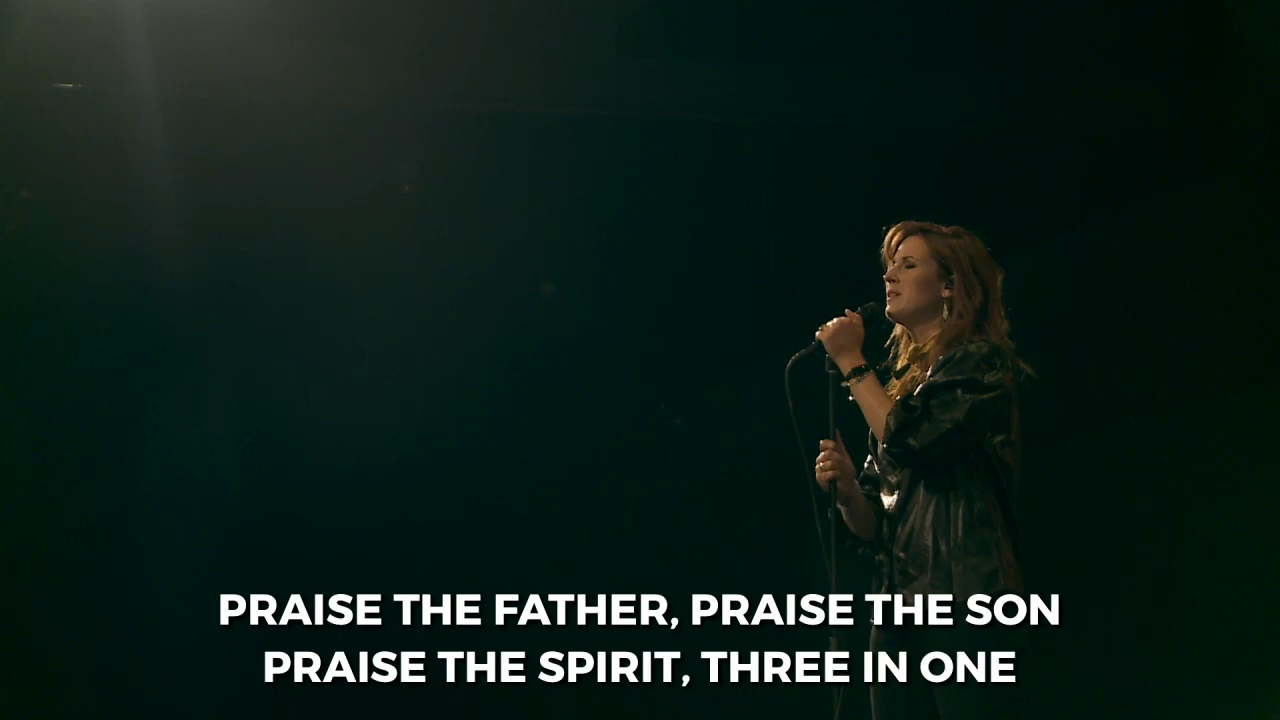 PRAISE THE FATHER, PRAISE THE SON
PRAISE THE SPIRIT, THREE IN ONE